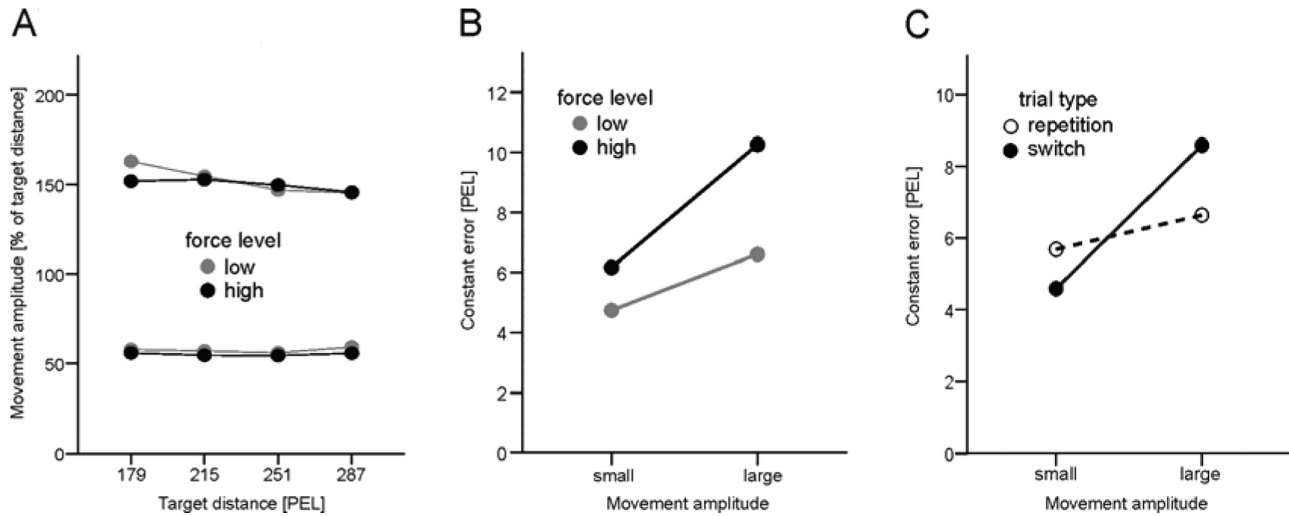 A
Movement amplitude [% of target distance]
200
150
100
50
0
force level
low
high
179 215 251 287
Target distance [PEL]
B
Constant error [PEL]
12
10
8
6
4
2
0
force level
low
high
small large
Movement amplitude
C
Constant error [PEL]
10
8
6
4
2
0
trial type
repetition
switch
small large
Movement amplitude